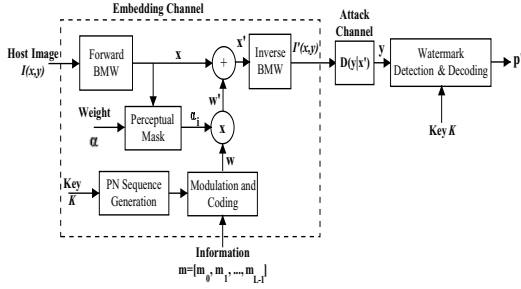 Embedding Channel
Attack
Channel
Host Image
I(x,y)
Forward
BMW
x
+
x'
Inverse
BMW
I'(x,y)
D(y|x')
y
Watermark
Detection & Decoding
p'
Key K
w'
Weight
α
Perceptual
Mask
α i
x
w
Key
K
PN Sequence
Generation
Modulation and
Coding
Information
m=[m0, m1, ..., mL-1]